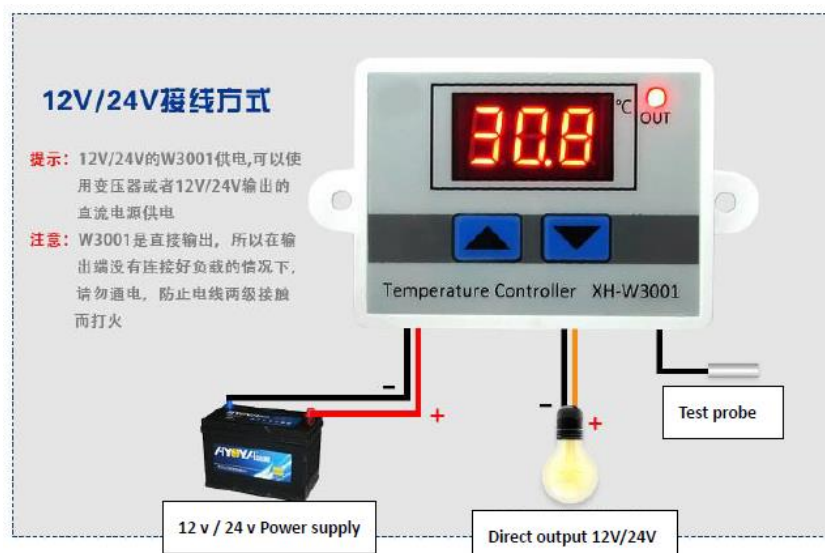 12V/24V接线方式
提示：12V/24V的W3001供电,可以使
用变压器或者12V/24V输出的
直流电源供电
注意：W3001是直接输出，所以在输
出端没有连接好负载的情况下，
请勿通电，防止电线两级接触
而打火
30.8
°C
OUT
Temperature Controller XH-W3001
−
+
−
+
Test probe
12 v / 24 v Power supply
Direct output 12V/24V